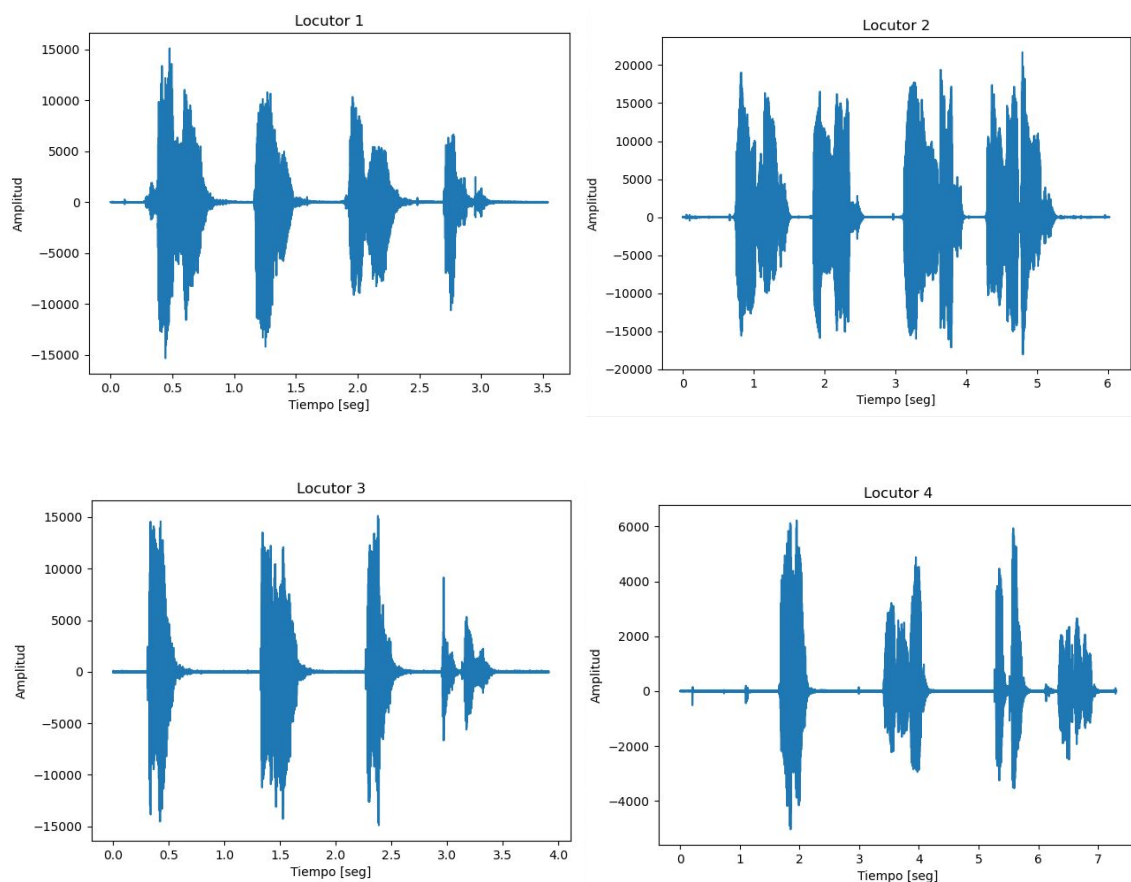 Locutor 1
15000
10000
5000
0
−5000
−10000
−15000
Amplitud
0.0 0.5 1.0 1.5 2.0 2.5 3.0 3.5
Tiempo [seg]
Locutor 2
20000
15000
10000
5000
0
−5000
−10000
−15000
−20000
Amplitud
0 1 2 3 4 5 6
Tiempo [seg]
Locutor 3
15000
10000
5000
0
−5000
−10000
−15000
Amplitud
0.0 0.5 1.0 1.5 2.0 2.5 3.0 3.5 4.0
Tiempo [seg]
Locutor 4
6000
4000
2000
0
−2000
−4000
Amplitud
0 1 2 3 4 5 6 7
Tiempo [seg]